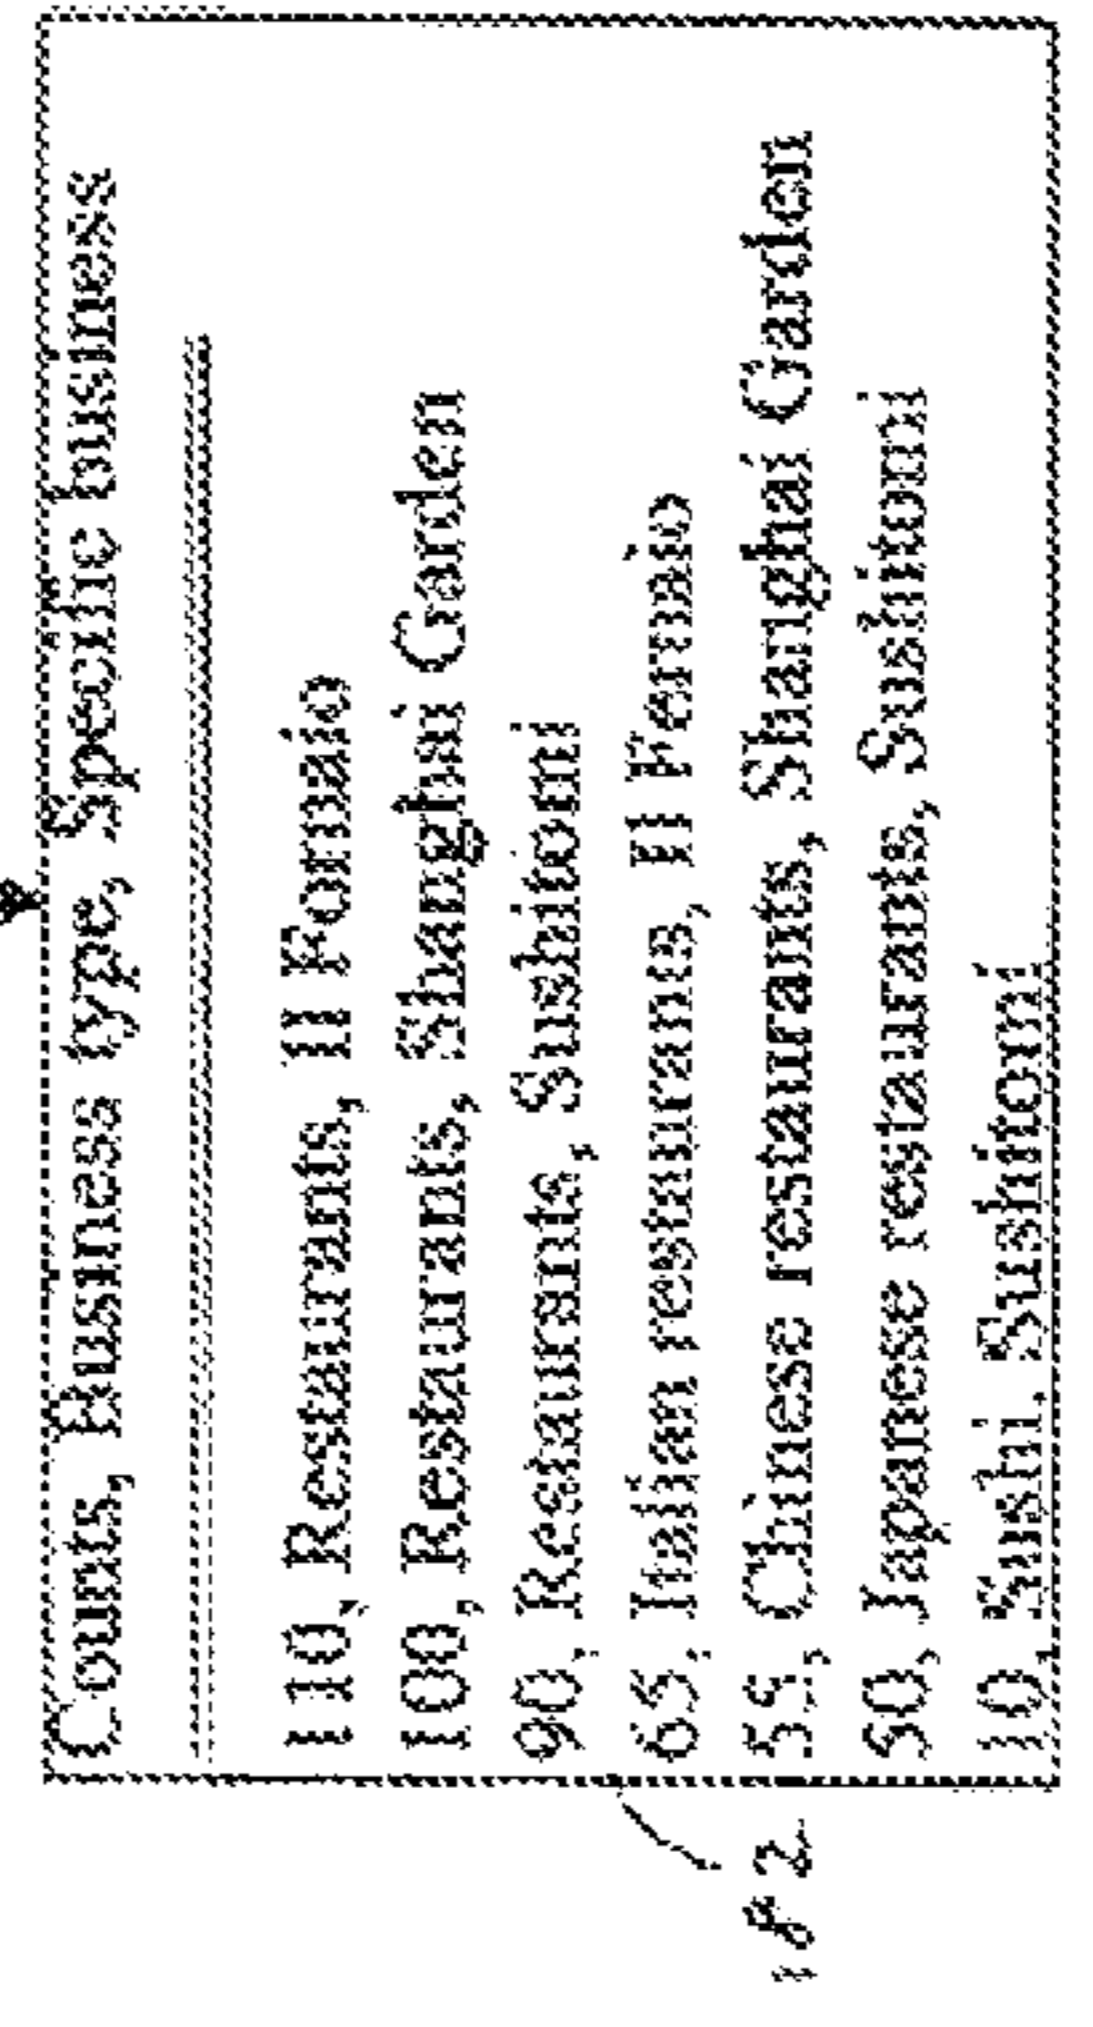 Counts, Business type, Specific business
110, Restaurants, Il Fornaio
100, Restaurants, Shanghai Garden
90, Restaurants, Sushitomi
65, Italian restaurants, Il Fornaio
55, Chinese restaurants, Shanghai Garden
50, Japanese restaurants, Sushitomi
10, Sushi, Sushitomi
182